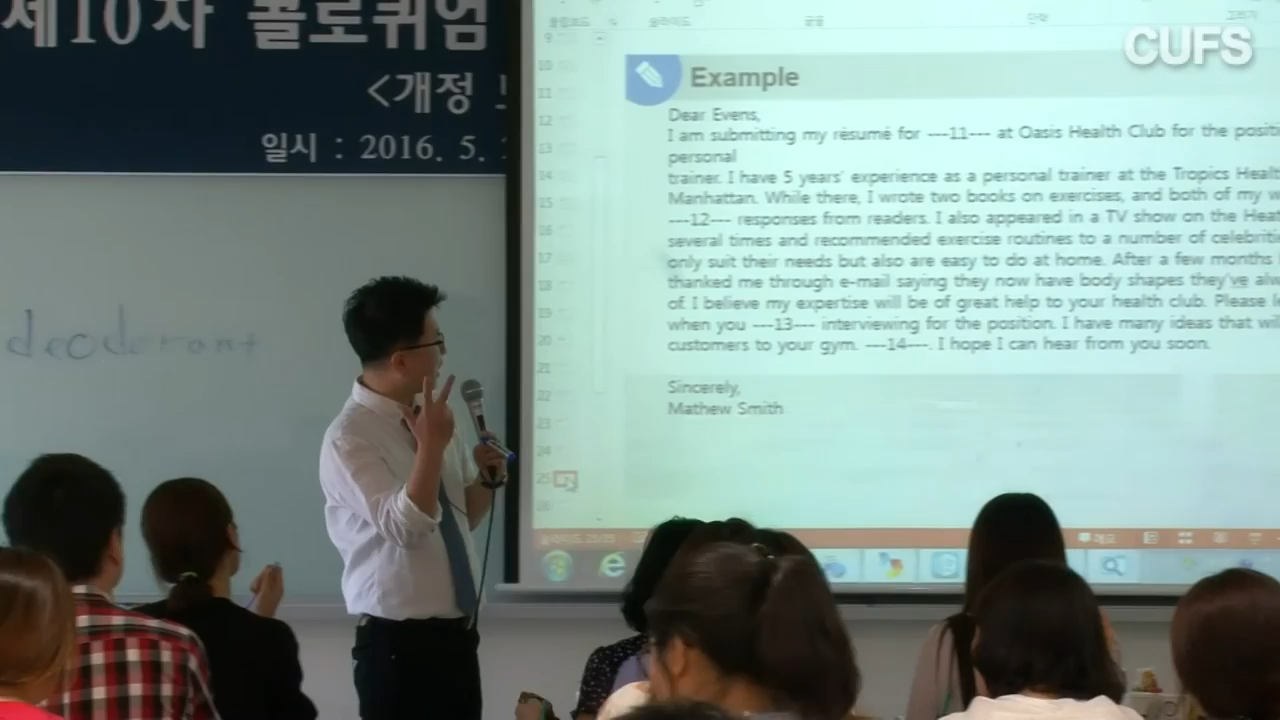 제10차 콜로퀴엄
<개정
일시 : 2016. 5.
CUFS
Example
Dear Evens,
I am submitting my résumé for ---11--- at Oasis Health Club for the
personal
trainer. I have 5 years' experience as a personal trainer at the Tropics
Manhattan. While there, I wrote two books on exercises, and both of my
---12--- responses from readers. I also appeared in a TV show on the
several times and recommended exercise routines to a number of
only suit their needs but also are easy to do at home. After a few months
thanked me through e-mail saying they now have body shapes they've
of. I believe my expertise will be of great help to your health club. Please
when you ---13--- interviewing for the position. I have many ideas that
customers to your gym. ---14---. I hope I can hear from you soon.
Sincerely,
Mathew Smith
deoderant